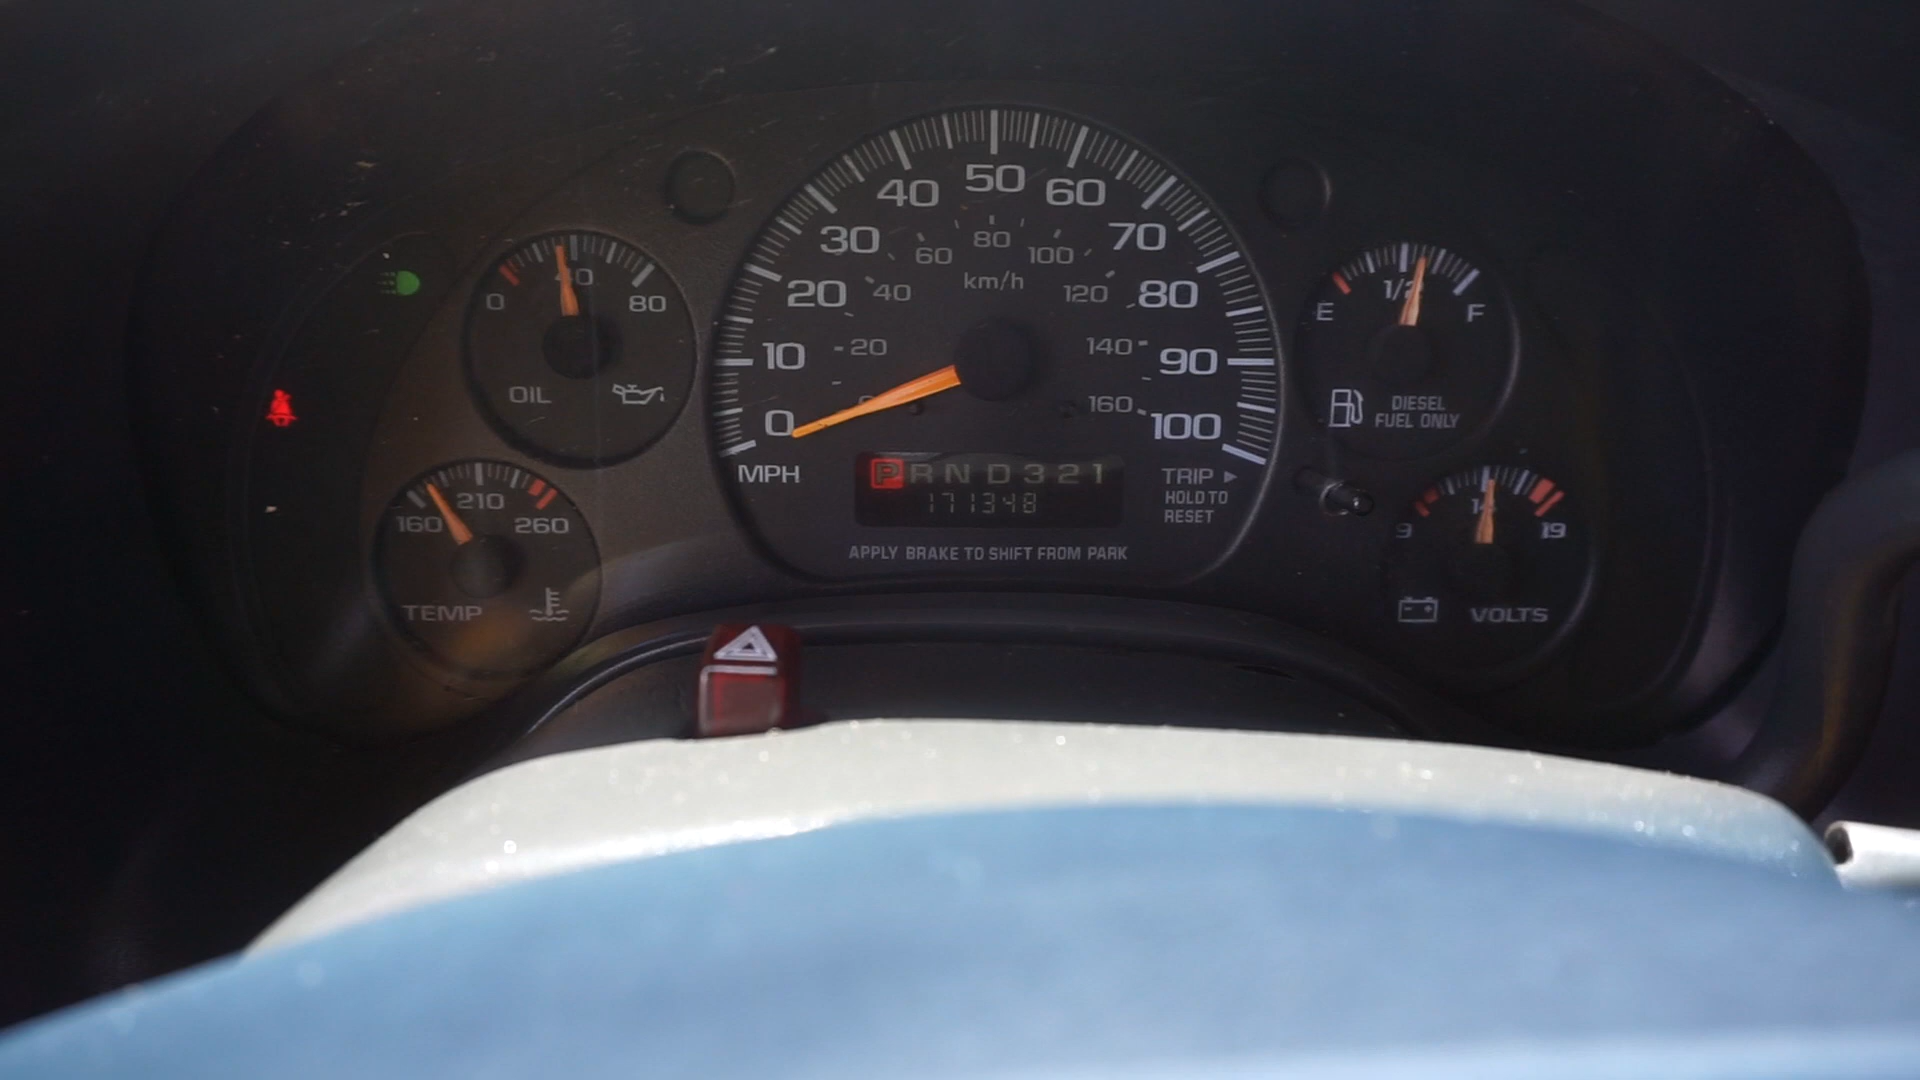 50
40 60
30 70
60 80 100
km/h
20 40 120 80
10 20 140 90
0 160 100
MPH
PRND321
171348
APPLY BRAKE TO SHIFT FROM PARK
TRIP
HOLD TO
RESET
0 40 80
OIL
160 210 260
TEMP
E 1/2 F
DIESEL
FUEL ONLY
9 14 19
VOLTS